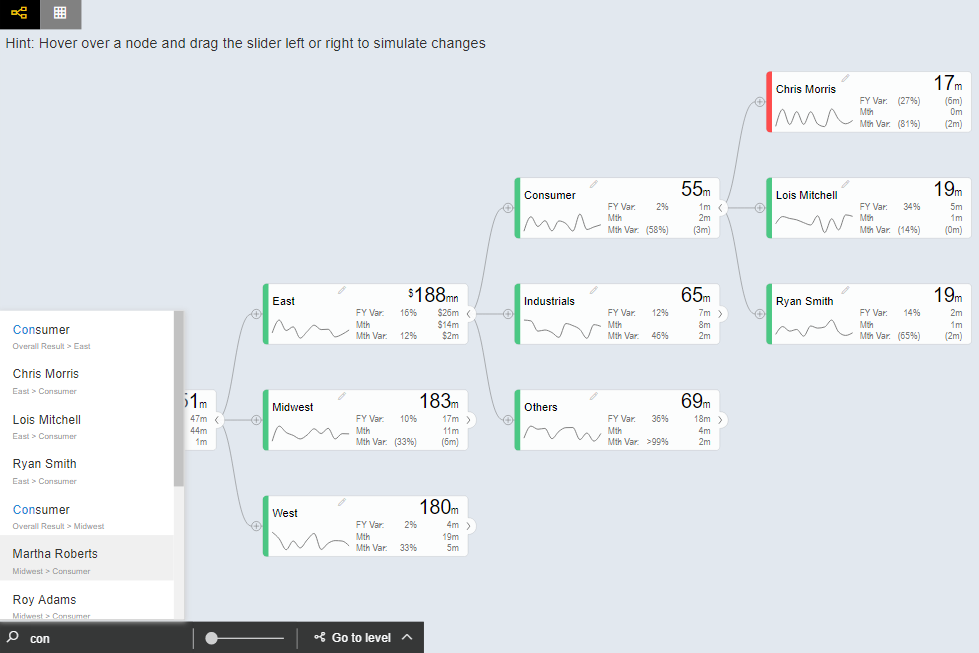 Hint: Hover over a node and drag the slider left or right to simulate changes
Chris Morris
17m
FY Var: (27%) (6m)
Mth 0m
Mth Var: (81%) (2m)
Consumer
55m
FY Var: 2% 1m
Mth 2m
Mth Var: (58%) (3m)
Lois Mitchell
19m
FY Var: 34% 5m
Mth 1m
Mth Var: (14%) (0m)
East
$188mn
FY Var: 16% $26m
Mth $14m
Mth Var: 12% $2m
Industrials
65m
FY Var: 12% 7m
Mth 8m
Mth Var: 46% 2m
Ryan Smith
19m
FY Var: 14% 2m
Mth 1m
Mth Var: (65%) (2m)
51m
47m
44m
1m
Midwest
183m
FY Var: 10% 17m
Mth 11m
Mth Var: (33%) (6m)
Others
69m
FY Var: 36% 18m
Mth 4m
Mth Var: >99% 2m
West
180m
FY Var: 2% 4m
Mth 19m
Mth Var: 33% 5m
Consumer
Overall Result > East
Chris Morris
East > Consumer
Lois Mitchell
East > Consumer
Ryan Smith
East > Consumer
Consumer
Overall Result > Midwest
Martha Roberts
Midwest > Consumer
Roy Adams
Midwest > Consumer
con
Go to level